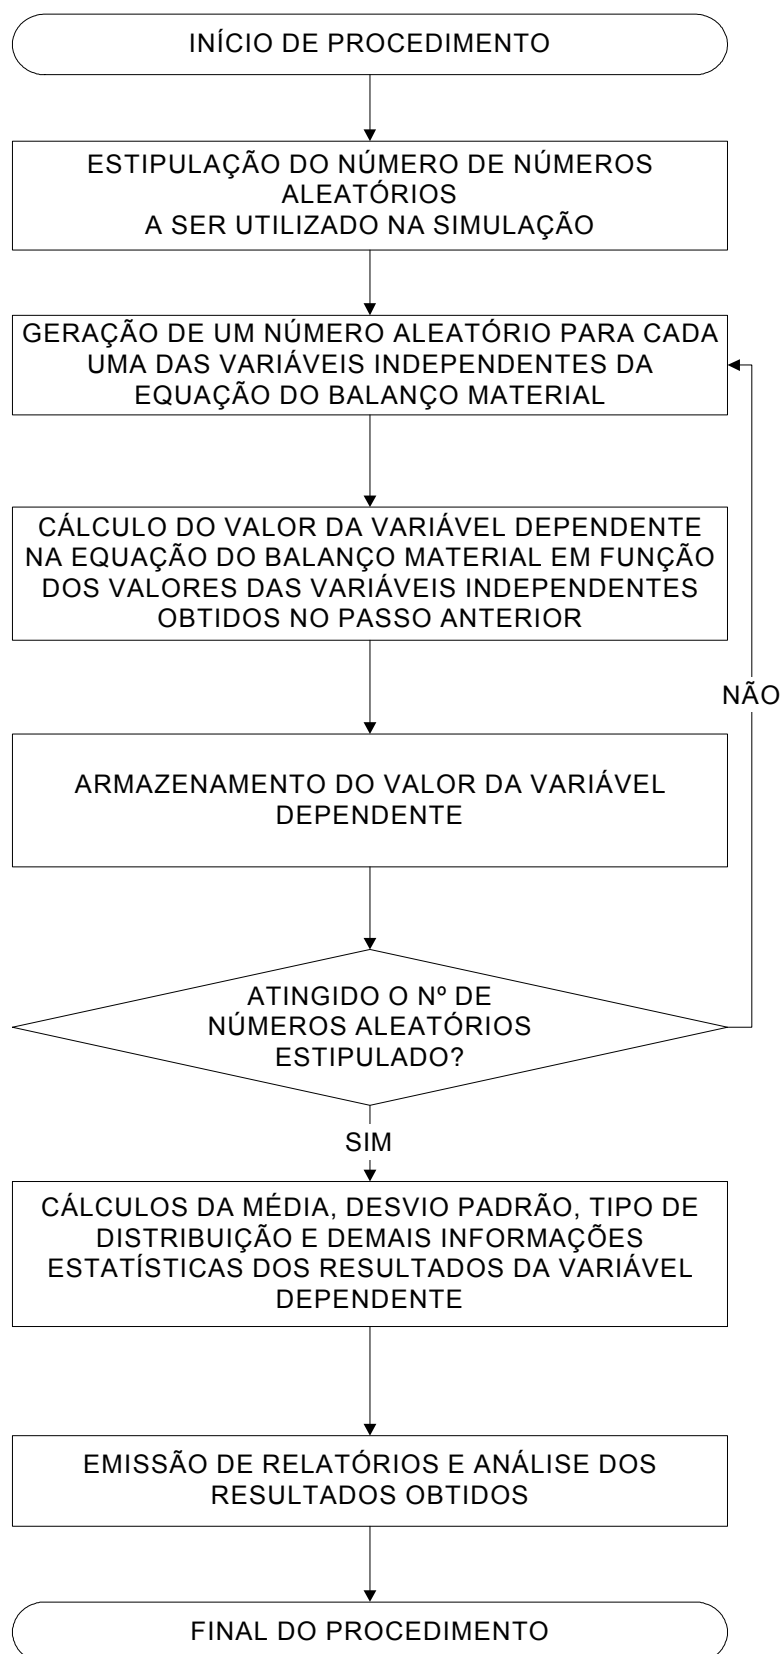 INÍCIO DE PROCEDIMENTO
ESTIPULAÇÃO DO NÚMERO DE NÚMEROS
ALEATÓRIOS
A SER UTILIZADO NA SIMULAÇÃO
GERAÇÃO DE UM NÚMERO ALEATÓRIO PARA CADA
UMA DAS VARIÁVEIS INDEPENDENTES DA
EQUAÇÃO DO BALANÇO MATERIAL
CÁLCULO DO VALOR DA VARIÁVEL DEPENDENTE
NA EQUAÇÃO DO BALANÇO MATERIAL EM FUNÇÃO
DOS VALORES DAS VARIÁVEIS INDEPENDENTES
OBTIDOS NO PASSO ANTERIOR
NÃO
ARMAZENAMENTO DO VALOR DA VARIÁVEL
DEPENDENTE
ATINGIDO O Nº DE
NÚMEROS ALEATÓRIOS
ESTIPULADO?
SIM
CÁLCULOS DA MÉDIA, DESVIO PADRÃO, TIPO DE
DISTRIBUIÇÃO E DEMAIS INFORMAÇÕES
ESTATÍSTICAS DOS RESULTADOS DA VARIÁVEL
DEPENDENTE
EMISSÃO DE RELATÓRIOS E ANÁLISE DOS
RESULTADOS OBTIDOS
FINAL DO PROCEDIMENTO